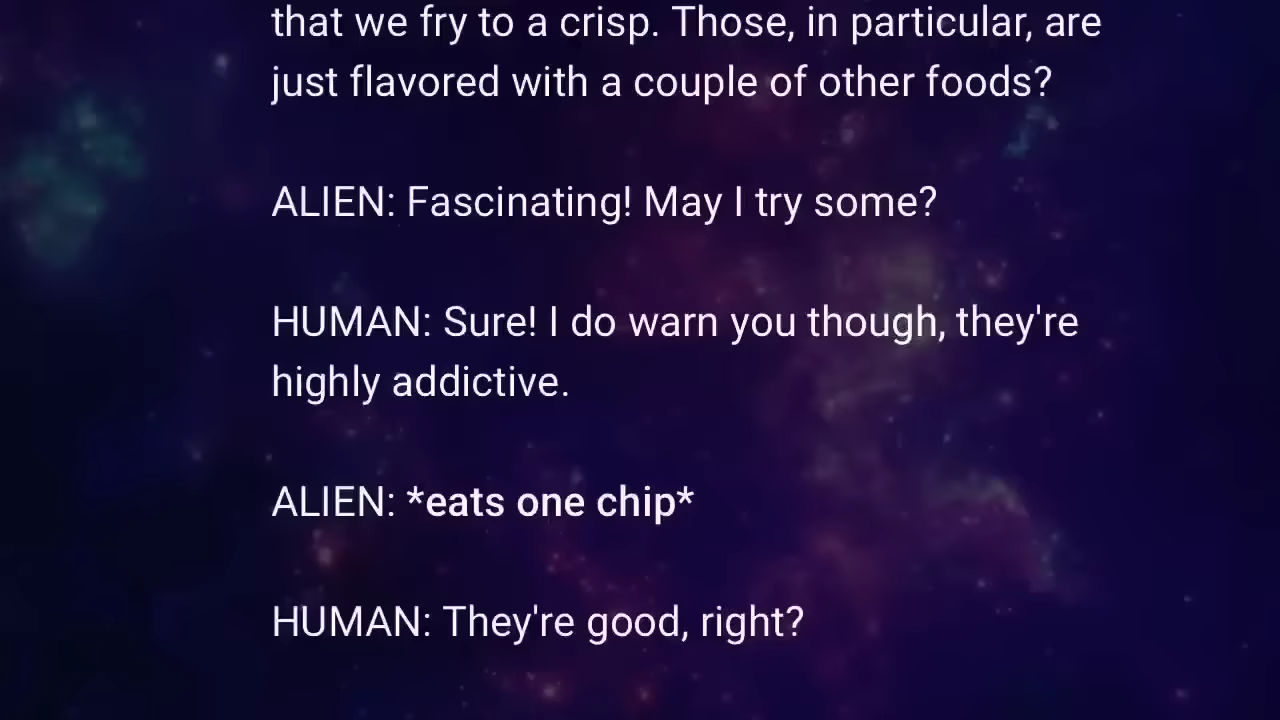 that we fry to a crisp. Those, in particular, are
just flavored with a couple of other foods?
ALIEN: Fascinating! May I try some?
HUMAN: Sure! I do warn you though, they're
highly addictive.
ALIEN: *eats one chip*
HUMAN: They're good, right?